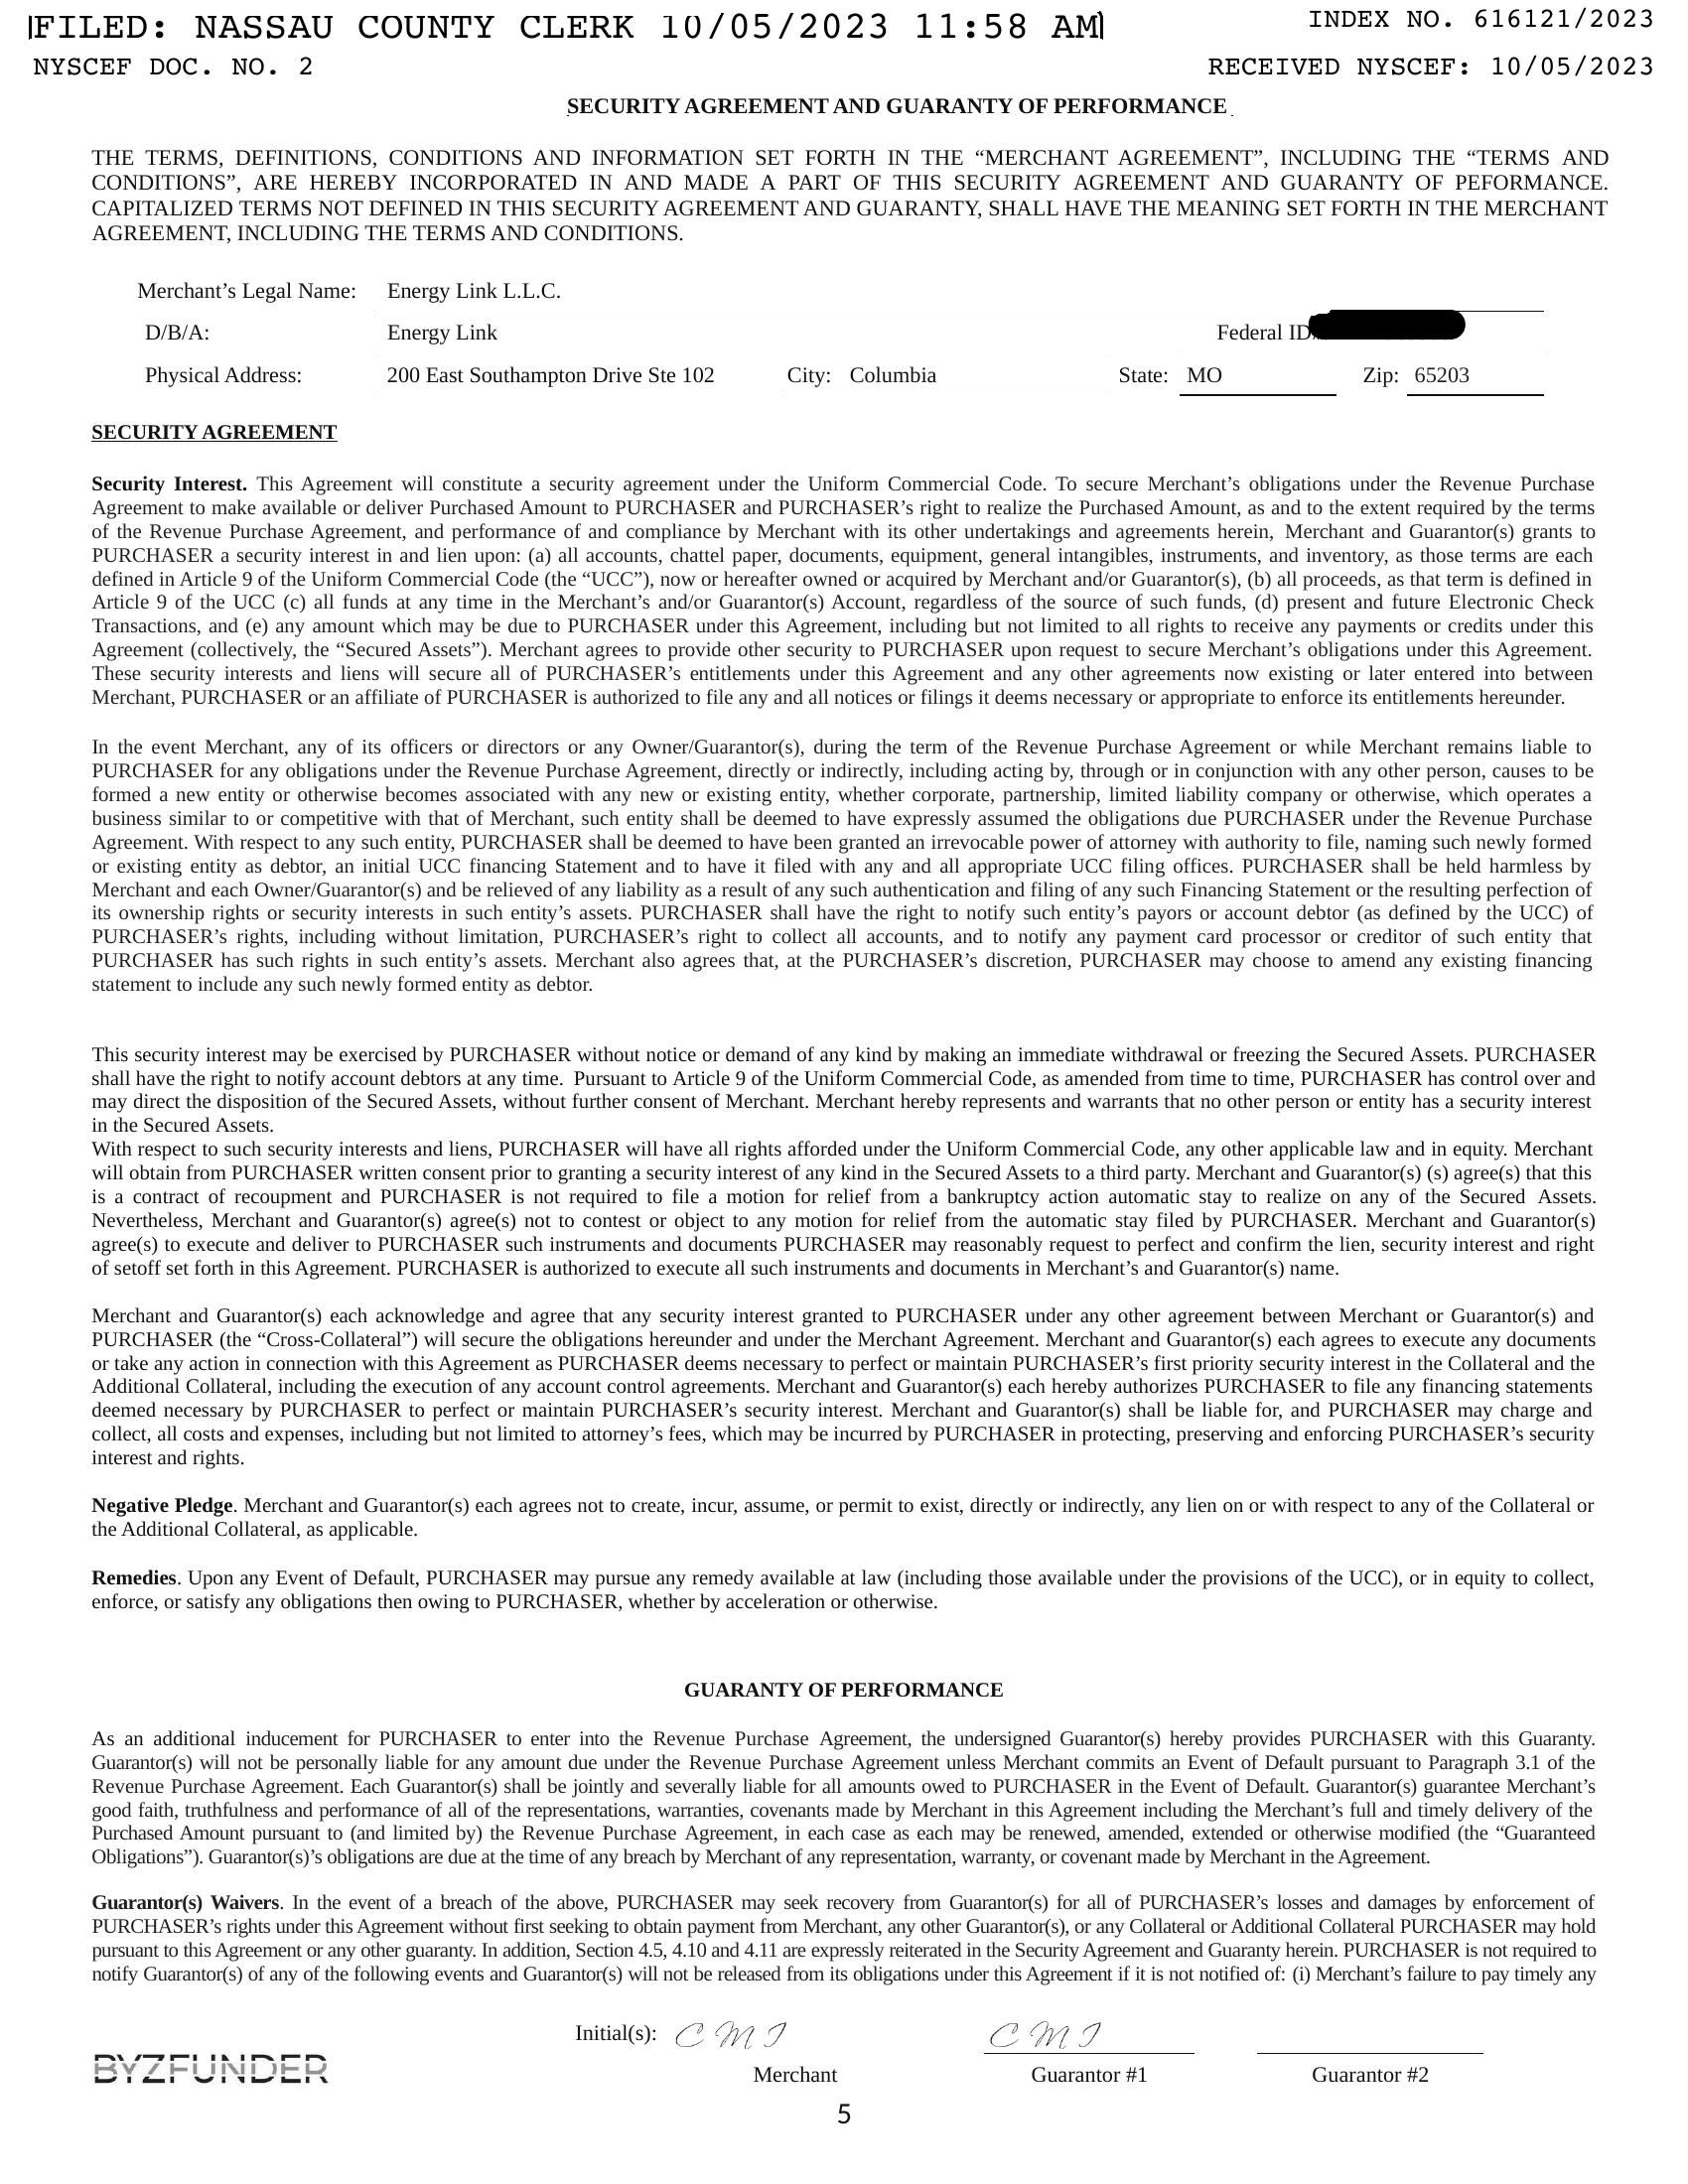 FILED: NASSAU COUNTY CLERK 10/05/2023 11:58 AM
INDEX NO. 616121/2023
NYSCEF DOC. NO. 2
RECEIVED NYSCEF: 10/05/2023
SECURITY AGREEMENT AND GUARANTY OF PERFORMANCE
THE TERMS, DEFINITIONS, CONDITIONS AND INFORMATION SET FORTH IN THE “MERCHANT AGREEMENT”, INCLUDING THE “TERMS AND
CONDITIONS”, ARE HEREBY INCORPORATED IN AND MADE A PART OF THIS SECURITY AGREEMENT AND GUARANTY OF PEFORMANCE.
CAPITALIZED TERMS NOT DEFINED IN THIS SECURITY AGREEMENT AND GUARANTY, SHALL HAVE THE MEANING SET FORTH IN THE MERCHANT
AGREEMENT, INCLUDING THE TERMS AND CONDITIONS.
Merchant’s Legal Name: Energy Link L.L.C.
D/B/A: Energy Link Federal ID
Physical Address: 200 East Southampton Drive Ste 102 City: Columbia State: MO Zip: 65203
SECURITY AGREEMENT
Security Interest. This Agreement will constitute a security agreement under the Uniform Commercial Code. To secure Merchant’s obligations under the Revenue Purchase
Agreement to make available or deliver Purchased Amount to PURCHASER and PURCHASER’s right to realize the Purchased Amount, as and to the extent required by the terms
of the Revenue Purchase Agreement, and performance of and compliance by Merchant with its other undertakings and agreements herein, Merchant and Guarantor(s) grants to
PURCHASER a security interest in and lien upon: (a) all accounts, chattel paper, documents, equipment, general intangibles, instruments, and inventory, as those terms are each
defined in Article 9 of the Uniform Commercial Code (the “UCC”), now or hereafter owned or acquired by Merchant and/or Guarantor(s), (b) all proceeds, as that term is defined in
Article 9 of the UCC (c) all funds at any time in the Merchant’s and/or Guarantor(s) Account, regardless of the source of such funds, (d) present and future Electronic Check
Transactions, and (e) any amount which may be due to PURCHASER under this Agreement, including but not limited to all rights to receive any payments or credits under this
Agreement (collectively, the “Secured Assets”). Merchant agrees to provide other security to PURCHASER upon request to secure Merchant’s obligations under this Agreement.
These security interests and liens will secure all of PURCHASER’s entitlements under this Agreement and any other agreements now existing or later entered into between
Merchant, PURCHASER or an affiliate of PURCHASER is authorized to file any and all notices or filings it deems necessary or appropriate to enforce its entitlements hereunder.
In the event Merchant, any of its officers or directors or any Owner/Guarantor(s), during the term of the Revenue Purchase Agreement or while Merchant remains liable to
PURCHASER for any obligations under the Revenue Purchase Agreement, directly or indirectly, including acting by, through or in conjunction with any other person, causes to be
formed a new entity or otherwise becomes associated with any new or existing entity, whether corporate, partnership, limited liability company or otherwise, which operates a
business similar to or competitive with that of Merchant, such entity shall be deemed to have expressly assumed the obligations due PURCHASER under the Revenue Purchase
Agreement. With respect to any such entity, PURCHASER shall be deemed to have been granted an irrevocable power of attorney with authority to file, naming such newly formed
or existing entity as debtor, an initial UCC financing Statement and to have it filed with any and all appropriate UCC filing offices. PURCHASER shall be held harmless by
Merchant and each Owner/Guarantor(s) and be relieved of any liability as a result of any such authentication and filing of any such Financing Statement or the resulting perfection of
its ownership rights or security interests in such entity’s assets. PURCHASER shall have the right to notify such entity’s payors or account debtor (as defined by the UCC) of
PURCHASER’s rights, including without limitation, PURCHASER’s right to collect all accounts, and to notify any payment card processor or creditor of such entity that
PURCHASER has such rights in such entity’s assets. Merchant also agrees that, at the PURCHASER’s discretion, PURCHASER may choose to amend any existing financing
statement to include any such newly formed entity as debtor.
This security interest may be exercised by PURCHASER without notice or demand of any kind by making an immediate withdrawal or freezing the Secured Assets. PURCHASER
shall have the right to notify account debtors at any time. Pursuant to Article 9 of the Uniform Commercial Code, as amended from time to time, PURCHASER has control over and
may direct the disposition of the Secured Assets, without further consent of Merchant. Merchant hereby represents and warrants that no other person or entity has a security interest
in the Secured Assets.
With respect to such security interests and liens, PURCHASER will have all rights afforded under the Uniform Commercial Code, any other applicable law and in equity. Merchant
will obtain from PURCHASER written consent prior to granting a security interest of any kind in the Secured Assets to a third party. Merchant and Guarantor(s) (s) agree(s) that this
is a contract of recoupment and PURCHASER is not required to file a motion for relief from a bankruptcy action automatic stay to realize on any of the Secured Assets.
Nevertheless, Merchant and Guarantor(s) agree(s) not to contest or object to any motion for relief from the automatic stay filed by PURCHASER. Merchant and Guarantor(s)
agree(s) to execute and deliver to PURCHASER such instruments and documents PURCHASER may reasonably request to perfect and confirm the lien, security interest and right
of setoff set forth in this Agreement. PURCHASER is authorized to execute all such instruments and documents in Merchant’s and Guarantor(s) name.
Merchant and Guarantor(s) each acknowledge and agree that any security interest granted to PURCHASER under any other agreement between Merchant or Guarantor(s) and
PURCHASER (the “Cross-Collateral”) will secure the obligations hereunder and under the Merchant Agreement. Merchant and Guarantor(s) each agrees to execute any documents
or take any action in connection with this Agreement as PURCHASER deems necessary to perfect or maintain PURCHASER’s first priority security interest in the Collateral and the
Additional Collateral, including the execution of any account control agreements. Merchant and Guarantor(s) each hereby authorizes PURCHASER to file any financing statements
deemed necessary by PURCHASER to perfect or maintain PURCHASER’s security interest. Merchant and Guarantor(s) shall be liable for, and PURCHASER may charge and
collect, all costs and expenses, including but not limited to attorney’s fees, which may be incurred by PURCHASER in protecting, preserving and enforcing PURCHASER’s security
interest and rights.
Negative Pledge. Merchant and Guarantor(s) each agrees not to create, incur, assume, or permit to exist, directly or indirectly, any lien on or with respect to any of the Collateral or
the Additional Collateral, as applicable.
Remedies. Upon any Event of Default, PURCHASER may pursue any remedy available at law (including those available under the provisions of the UCC), or in equity to collect,
enforce, or satisfy any obligations then owing to PURCHASER, whether by acceleration or otherwise.
GUARANTY OF PERFORMANCE
As an additional inducement for PURCHASER to enter into the Revenue Purchase Agreement, the undersigned Guarantor(s) hereby provides PURCHASER with this Guaranty.
Guarantor(s) will not be personally liable for any amount due under the Revenue Purchase Agreement unless Merchant commits an Event of Default pursuant to Paragraph 3.1 of the
Revenue Purchase Agreement. Each Guarantor(s) shall be jointly and severally liable for all amounts owed to PURCHASER in the Event of Default. Guarantor(s) guarantee Merchant’s
good faith, truthfulness and performance of all of the representations, warranties, covenants made by Merchant in this Agreement including the Merchant’s full and timely delivery of the
Purchased Amount pursuant to (and limited by) the Revenue Purchase Agreement, in each case as each may be renewed, amended, extended or otherwise modified (the “Guaranteed
Obligations”). Guarantor(s)’s obligations are due at the time of any breach by Merchant of any representation, warranty, or covenant made by Merchant in the Agreement.
Guarantor(s) Waivers. In the event of a breach of the above, PURCHASER may seek recovery from Guarantor(s) for all of PURCHASER’s losses and damages by enforcement of
PURCHASER’s rights under this Agreement without first seeking to obtain payment from Merchant, any other Guarantor(s), or any Collateral or Additional Collateral PURCHASER may hold
pursuant to this Agreement or any other guaranty. In addition, Section 4.5, 4.10 and 4.11 are expressly reiterated in the Security Agreement and Guaranty herein. PURCHASER is not required to
notify Guarantor(s) of any of the following events and Guarantor(s) will not be released from its obligations under this Agreement if it is not notified of: (i) Merchant’s failure to pay timely any
Initial(s): CMI CMI
BYZFUNDER
Merchant Guarantor #1 Guarantor #2
5